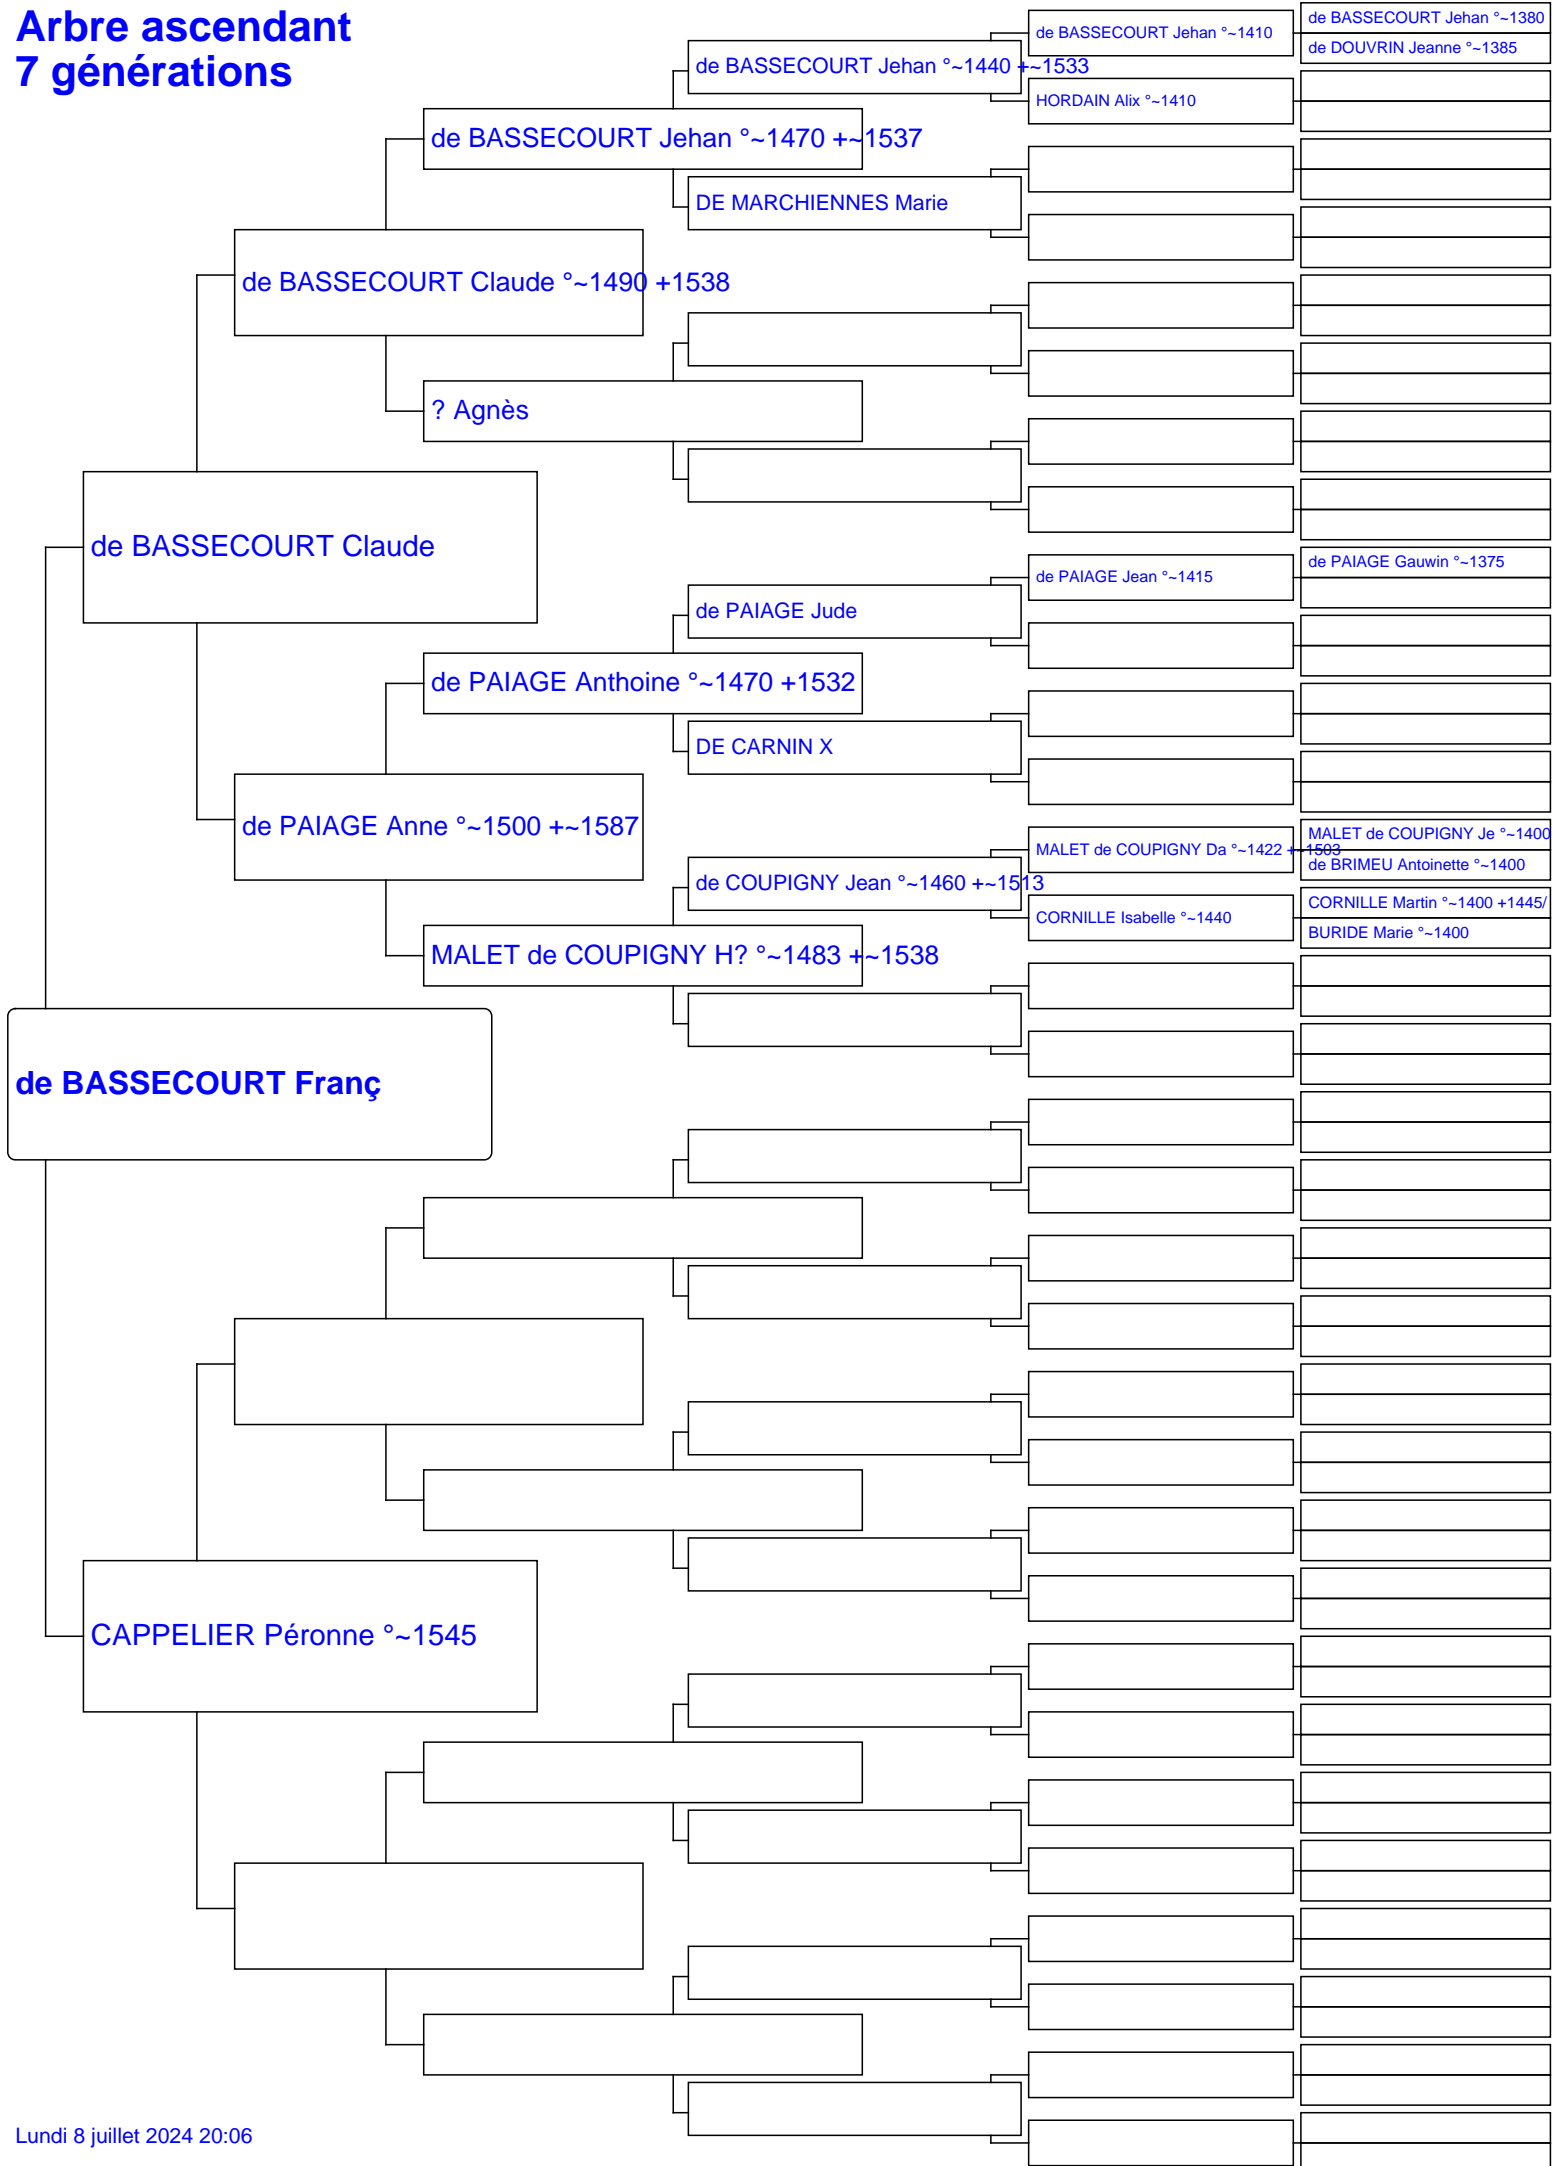 Arbre ascendant
7 générations
de BASSECOURT Jehan °~1380
de BASSECOURT Jehan °~1410
de DOUVRIN Jeanne °~1385
de BASSECOURT Jehan °~1440 +~1533
HORDAIN Alix °~1410
de BASSECOURT Jehan °~1470 +~1537
DE MARCHIENNES Marie
de BASSECOURT Claude °~1490 +1538
? Agnès
de BASSECOURT Claude
de PAIAGE Gauwin °~1375
de PAIAGE Jean °~1415
de PAIAGE Jude
de PAIAGE Anthoine °~1470 +1532
DE CARNIN X
de PAIAGE Anne °~1500 +~1587
MALET de COUPIGNY Je °~1400
MALET de COUPIGNY Da °~1422 +~1503
de BRIMEU Antoinette °~1400
de COUPIGNY Jean °~1460 +~1513
CORNILLE Martin °~1400 +1445/
CORNILLE Isabelle °~1440
BURIDE Marie °~1400
MALET de COUPIGNY H? °~1483 +~1538
de BASSECOURT Franç
CAPPELIER Péronne °~1545
Lundi 8 juillet 2024 20:06